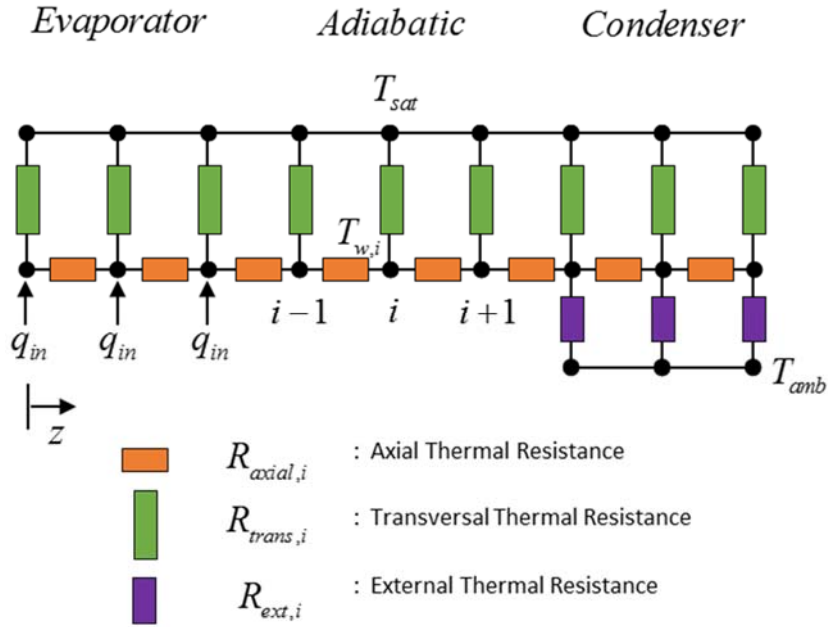 Evaporator Adiabatic Condenser
T_sat
T_w,i
i−1 i i+1
q_in q_in q_in
T_amb
z
R_axial,i : Axial Thermal Resistance
R_trans,i : Transversal Thermal Resistance
R_ext,i : External Thermal Resistance